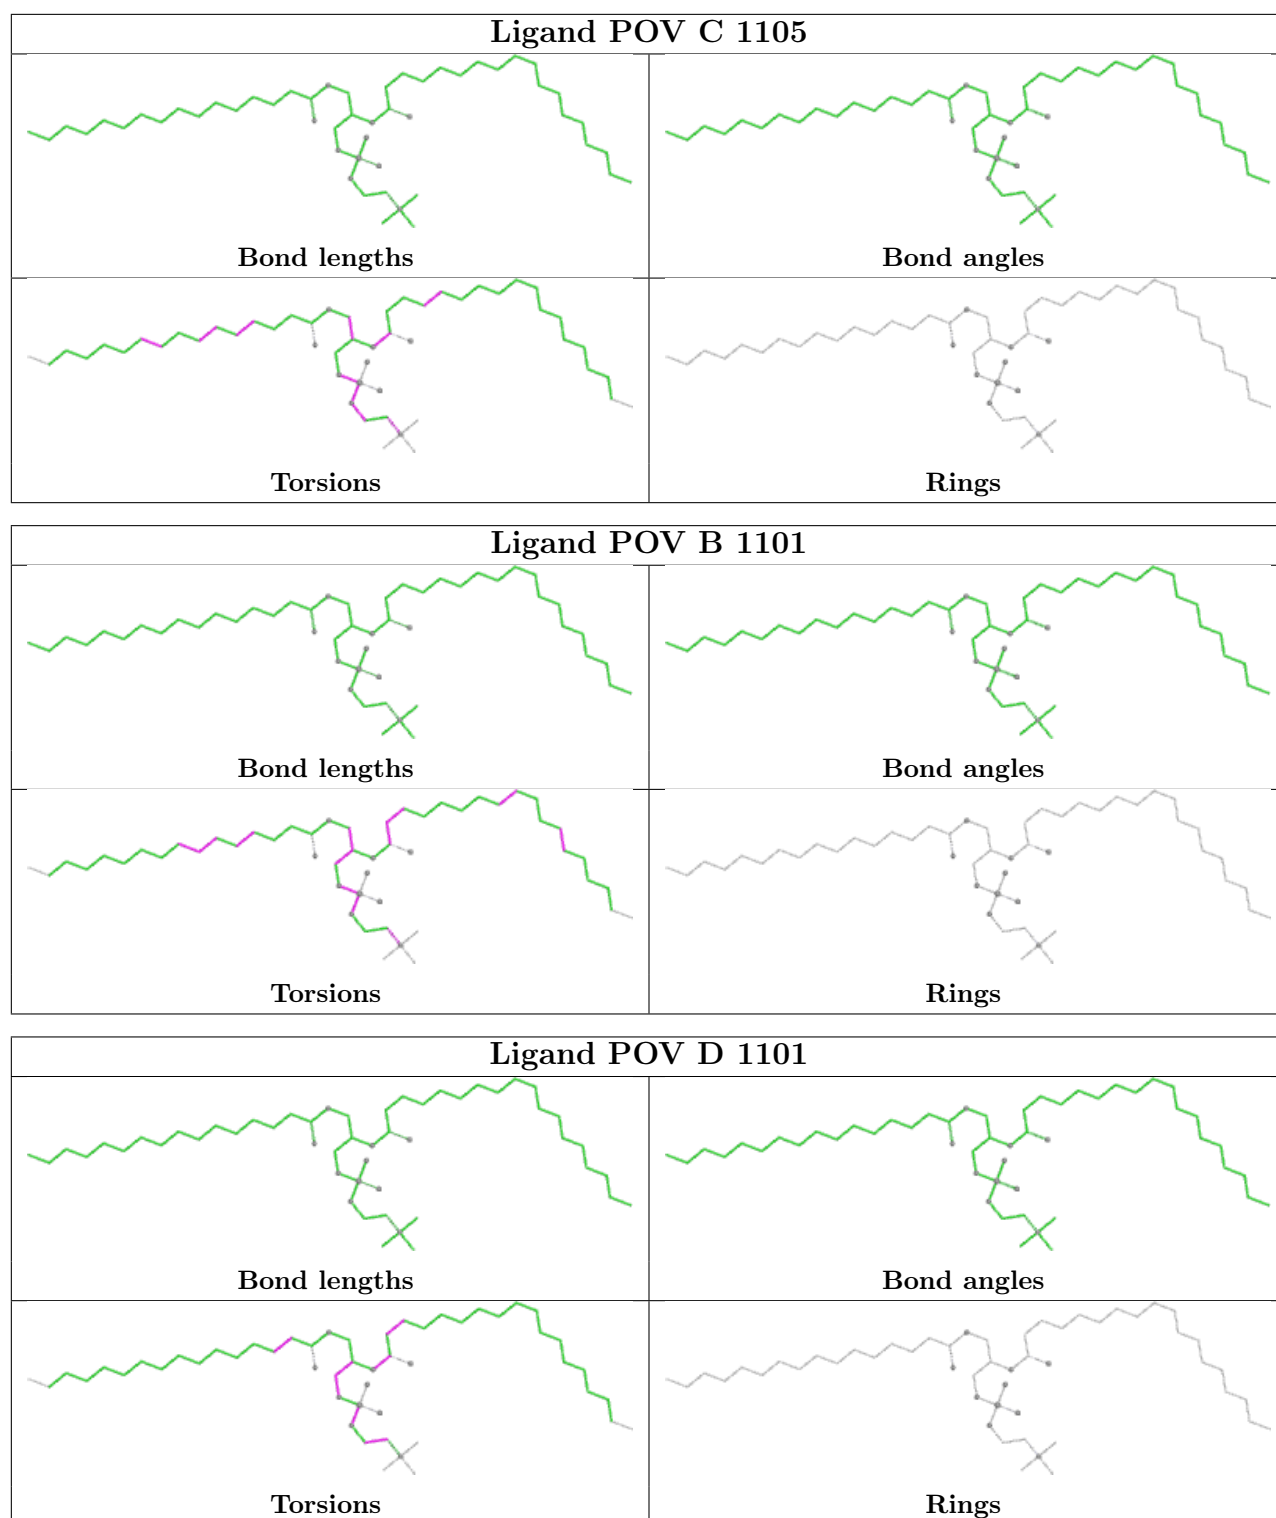 Ligand POV C 1105
Bond lengths Bond angles
Torsions Rings
Ligand POV B 1101
Bond lengths Bond angles
Torsions Rings
Ligand POV D 1101
Bond lengths Bond angles
Torsions Rings